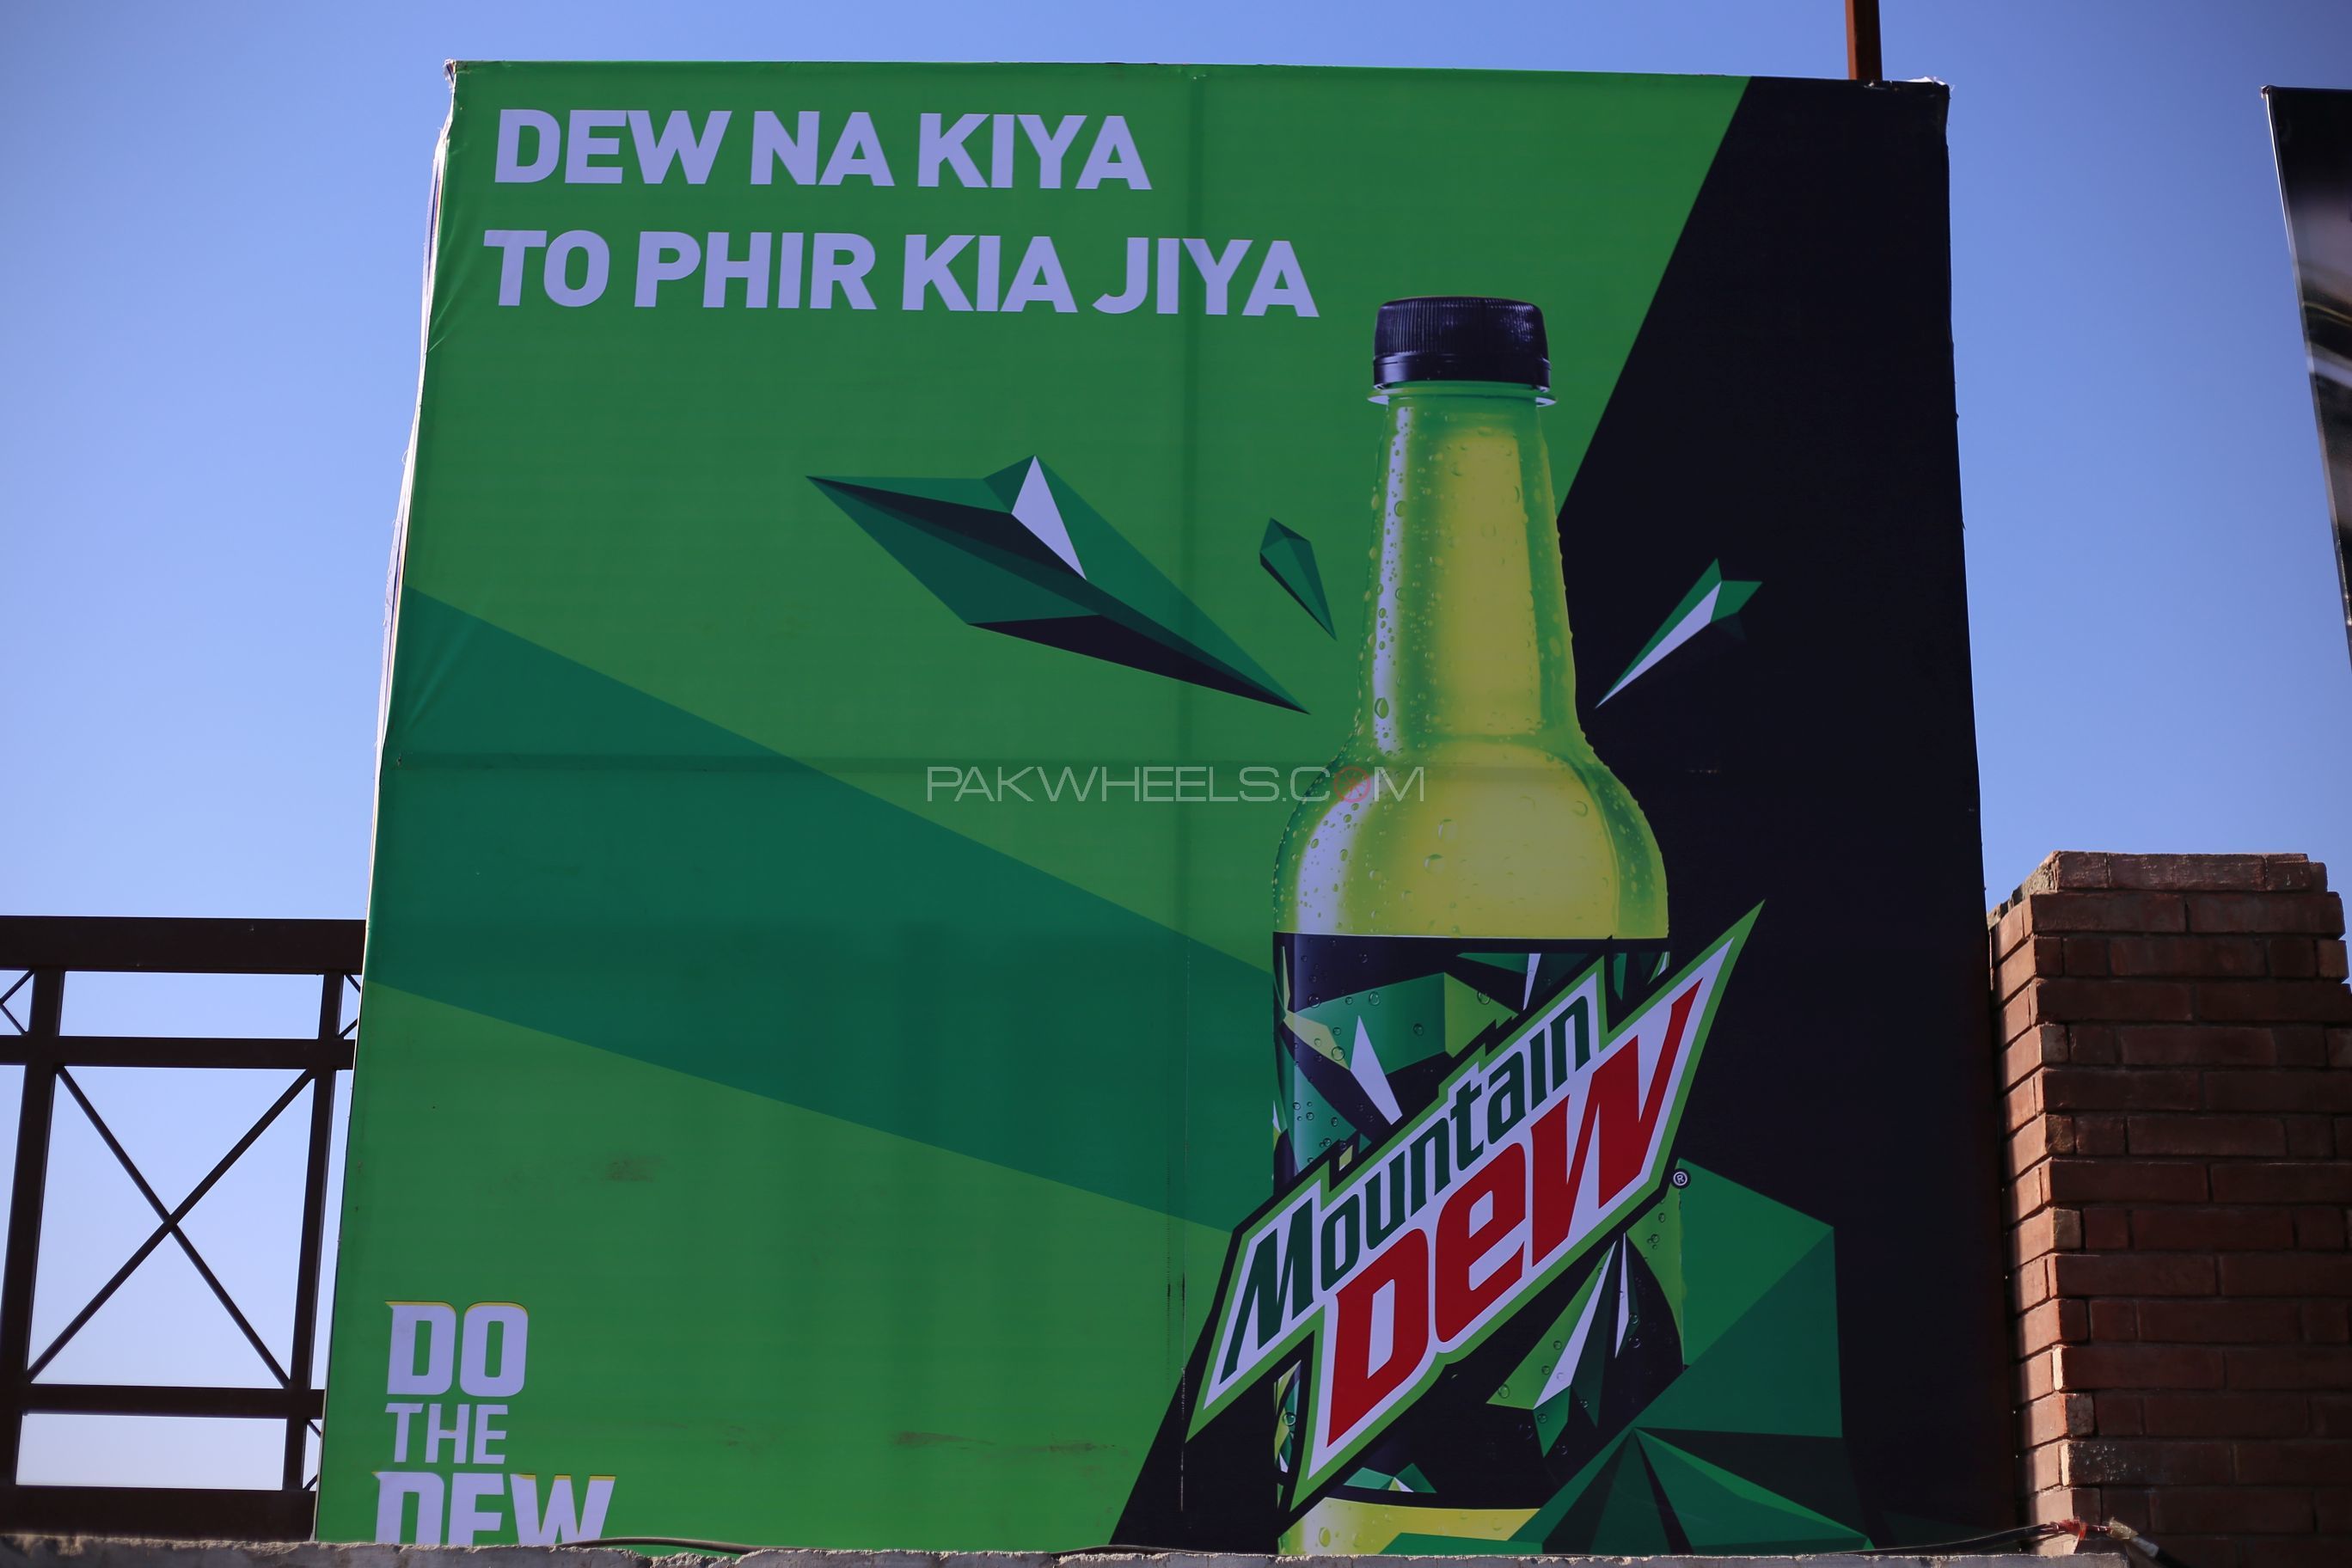 DEW NA KIYA
TO PHIR KIA JIYA
PAKWHEELS.COM
Mountain
Dew
®
DO
THE
DEW